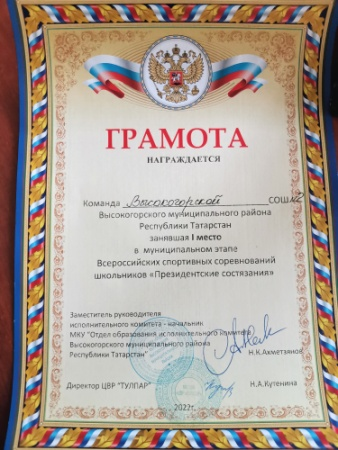 ГРАМОТА
НАГРАЖДАЕТСЯ
Команда Высокогорской СОШ№2
Высокогорского муниципального района
Республики Татарстан
занявшая I место
в муниципальном этапе
Всероссийских спортивных соревнований
школьников «Президентские состязания»
Заместитель руководителя
исполнительного комитета - начальник
МКУ "Отдел образования исполнительного комитета
Высокогорского муниципального района
Республики Татарстан"
Н.К.Ахметзянов
Директор ЦВР "ТУЛПАР"
Н.А.Кутенина
2022г.